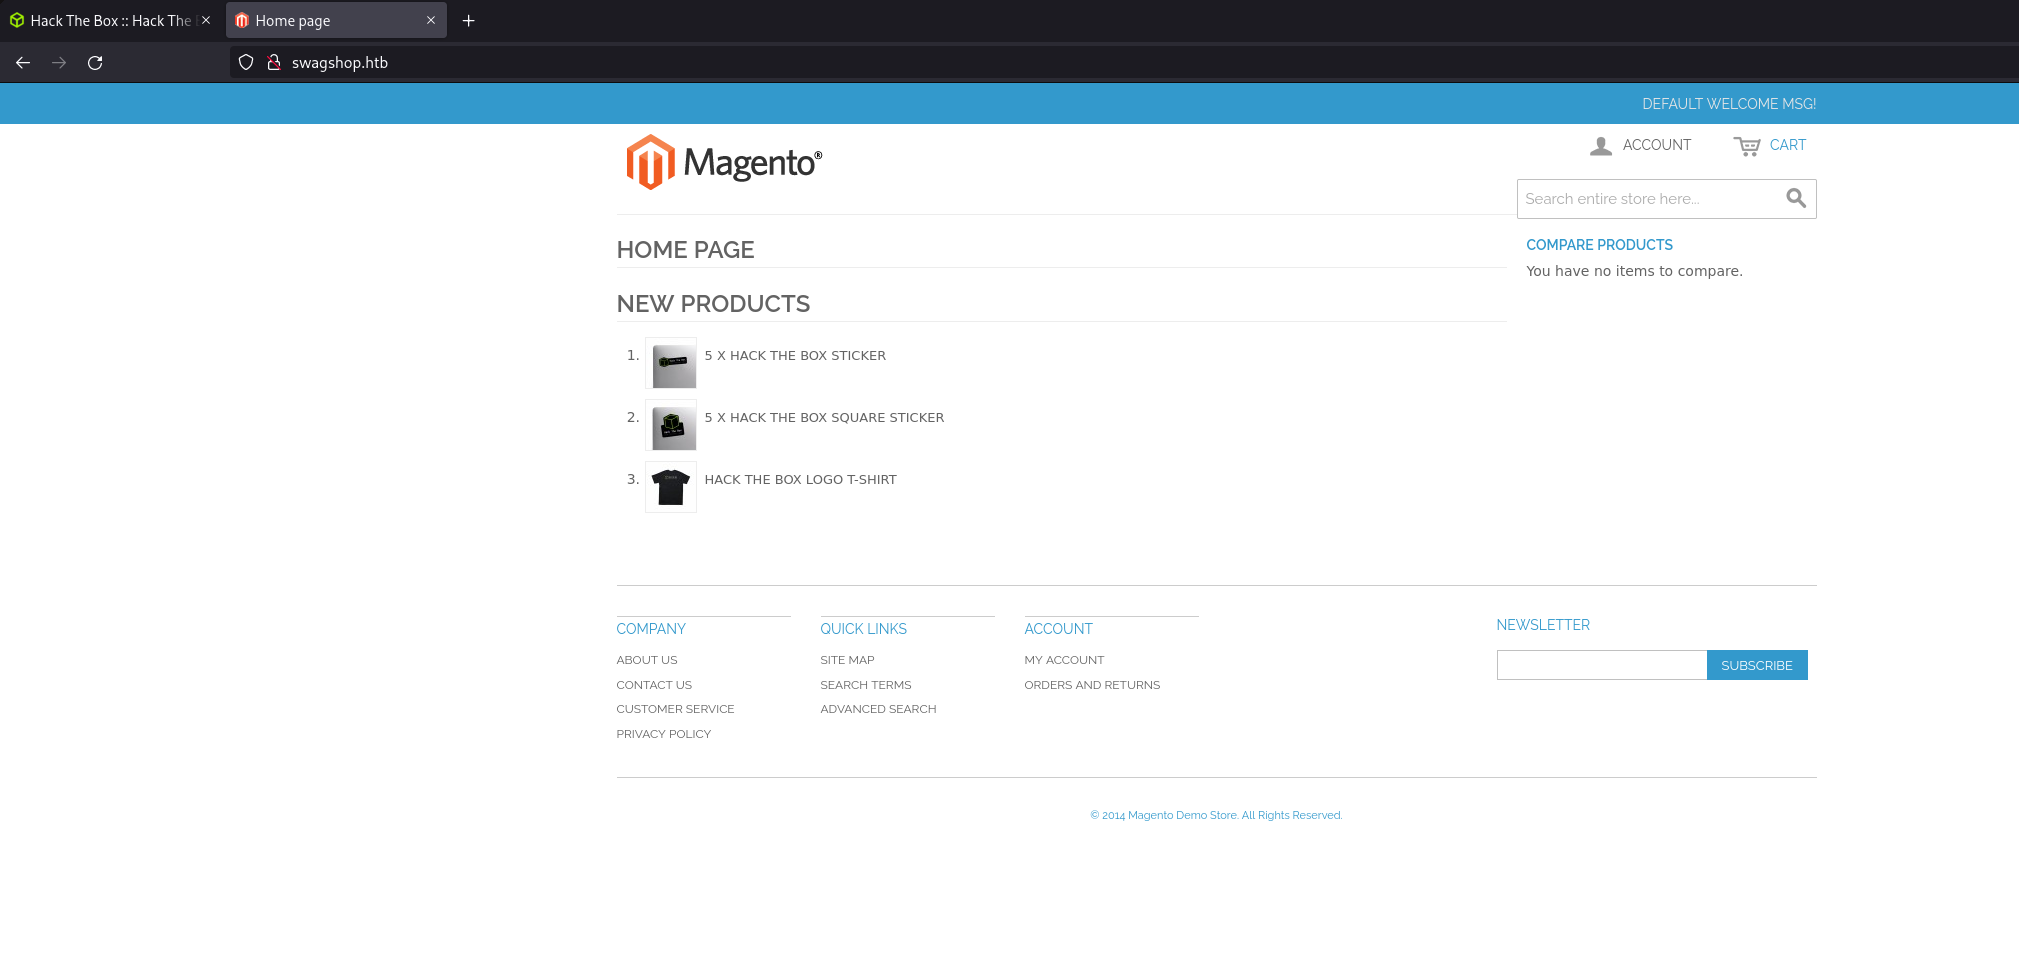 Hack The Box :: Hack The
Home page
swagshop.htb
DEFAULT WELCOME MSG!
Magento®
ACCOUNT
CART
Search entire store here...
HOME PAGE
COMPARE PRODUCTS
You have no items to compare.
NEW PRODUCTS
1. 5 X HACK THE BOX STICKER
2. 5 X HACK THE BOX SQUARE STICKER
3. HACK THE BOX LOGO T-SHIRT
COMPANY
ABOUT US
CONTACT US
CUSTOMER SERVICE
PRIVACY POLICY
QUICK LINKS
SITE MAP
SEARCH TERMS
ADVANCED SEARCH
ACCOUNT
MY ACCOUNT
ORDERS AND RETURNS
NEWSLETTER
SUBSCRIBE
© 2014 Magento Demo Store. All Rights Reserved.